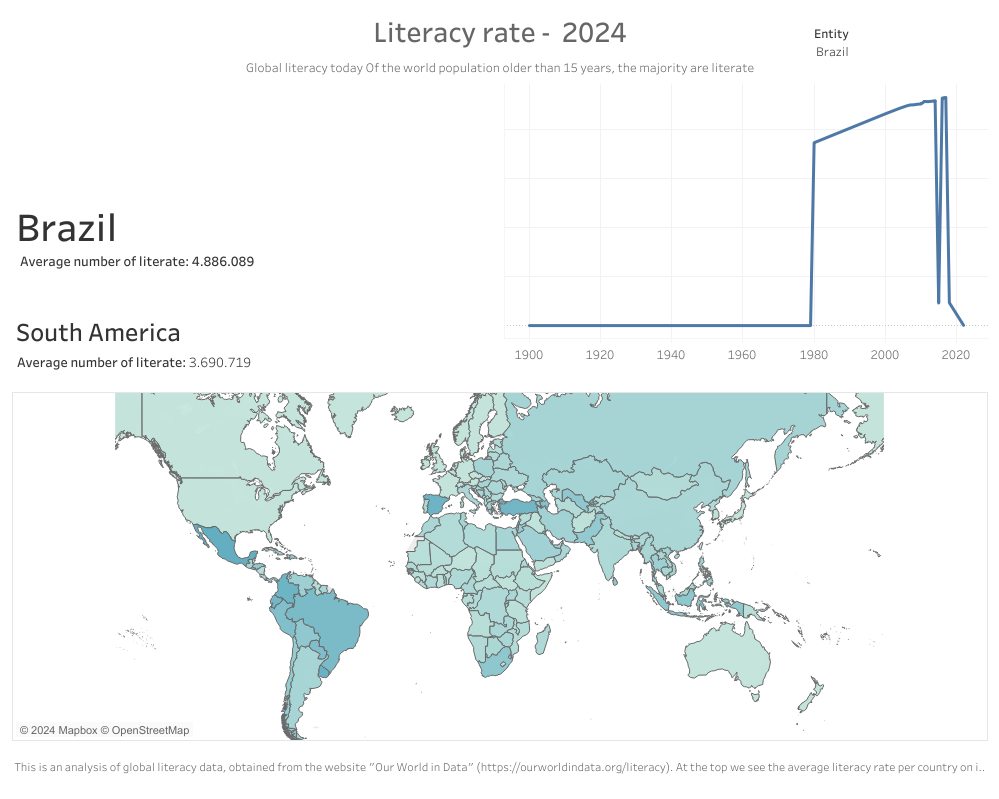 Literacy rate -  2024
Entity
Brazil
Global literacy today Of the world population older than 15 years, the majority are literate
Brazil
Average number of literate: 4.886.089
South America
Average number of literate: 3.690.719
1900 1920 1940 1960 1980 2000 2020
© 2024 Mapbox © OpenStreetMap
This is an analysis of global literacy data, obtained from the website "Our World in Data" (https://ourworldindata.org/literacy). At the top we see the average literacy rate per country on i..